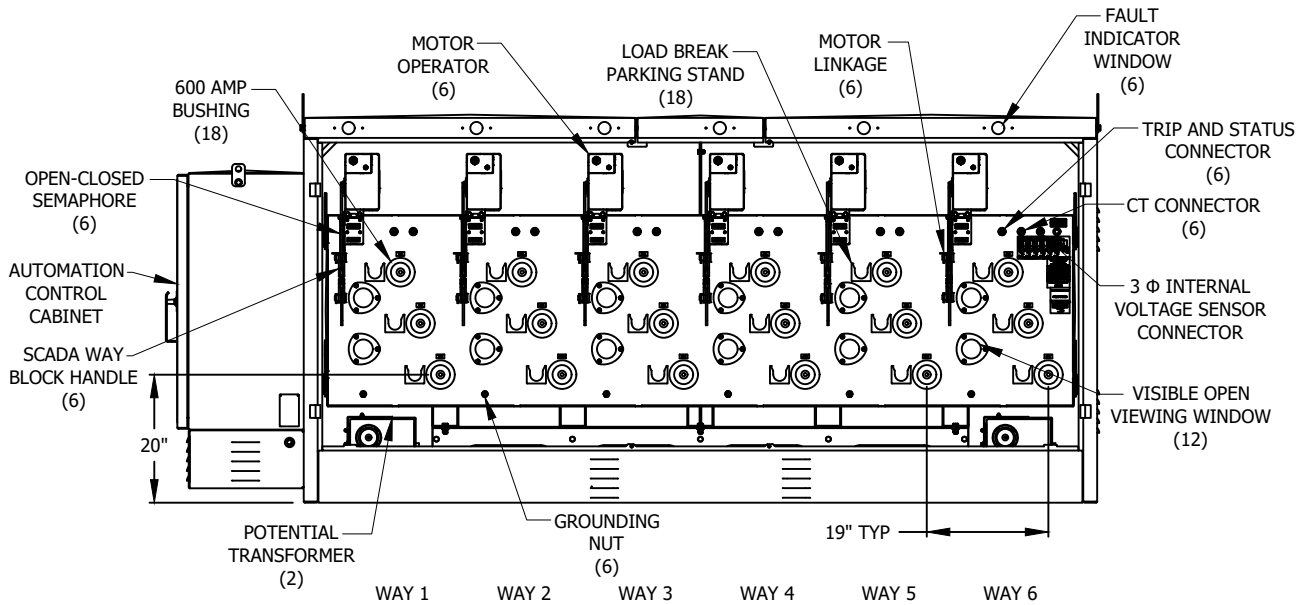 FAULT
INDICATOR
WINDOW
(6)
MOTOR
OPERATOR
(6)
LOAD BREAK
PARKING STAND
(18)
MOTOR
LINKAGE
(6)
600 AMP
BUSHING
(18)
TRIP AND STATUS
CONNECTOR
(6)
OPEN-CLOSED
SEMAPHORE
(6)
CT CONNECTOR
(6)
AUTOMATION
CONTROL
CABINET
3 Φ INTERNAL
VOLTAGE SENSOR
CONNECTOR
SCADA WAY
BLOCK HANDLE
(6)
VISIBLE OPEN
VIEWING WINDOW
(12)
20"
POTENTIAL
TRANSFORMER
(2)
GROUNDING
NUT
(6)
19" TYP
WAY 1
WAY 2
WAY 3
WAY 4
WAY 5
WAY 6